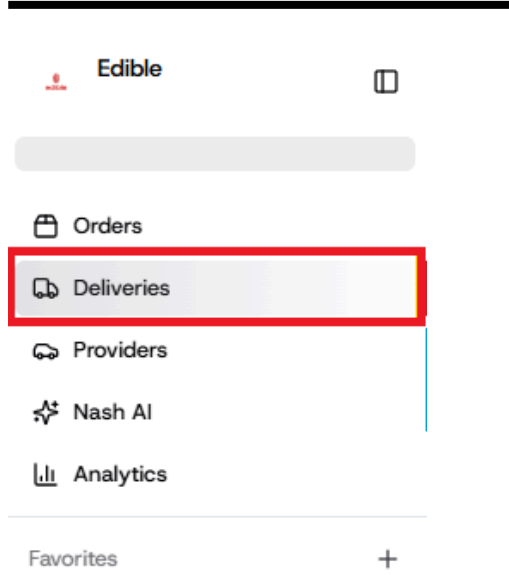 Edible
Orders
Deliveries
Providers
Nash AI
Analytics
Favorites